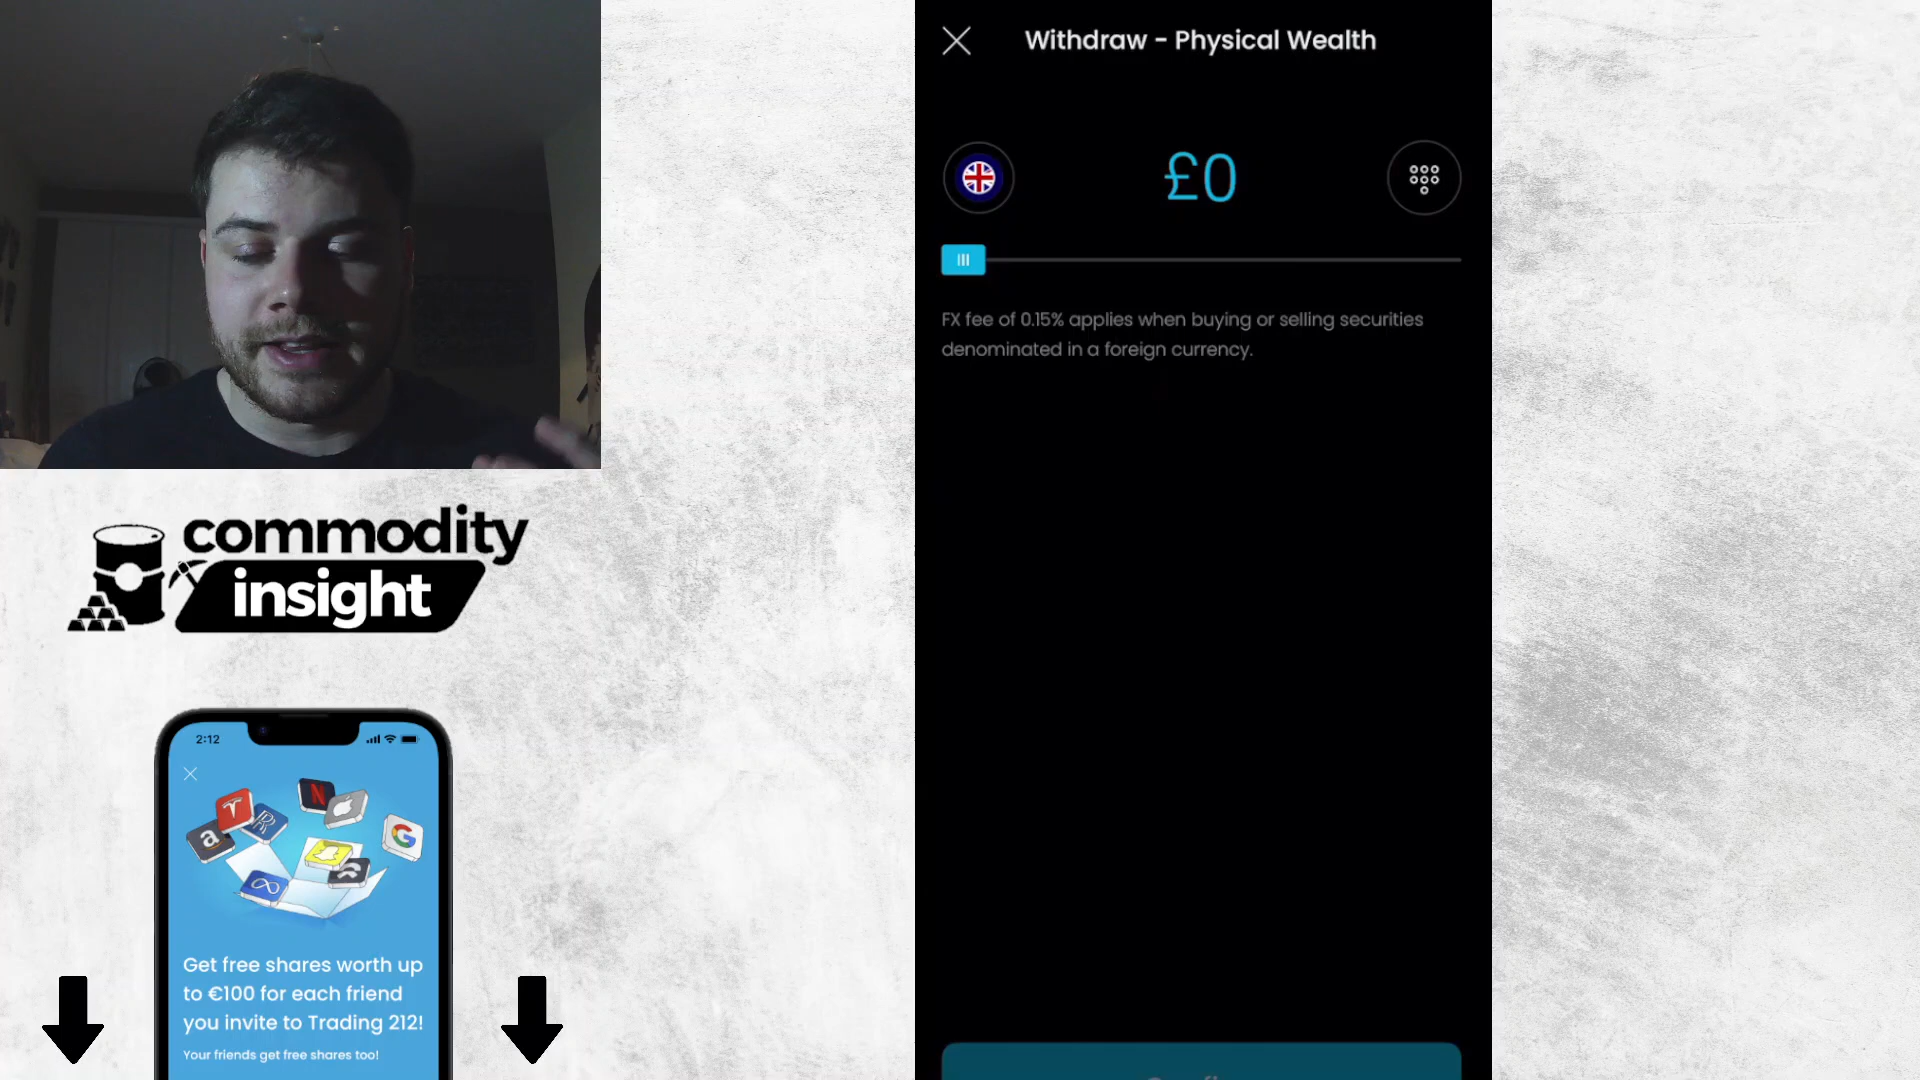 Withdraw - Physical Wealth
£0
FX fee of 0.15% applies when buying or selling securities
denominated in a foreign currency.
commodity
insight
2:12
Get free shares worth up
to €100 for each friend
you invite to Trading 212!
Your friends get free shares too!